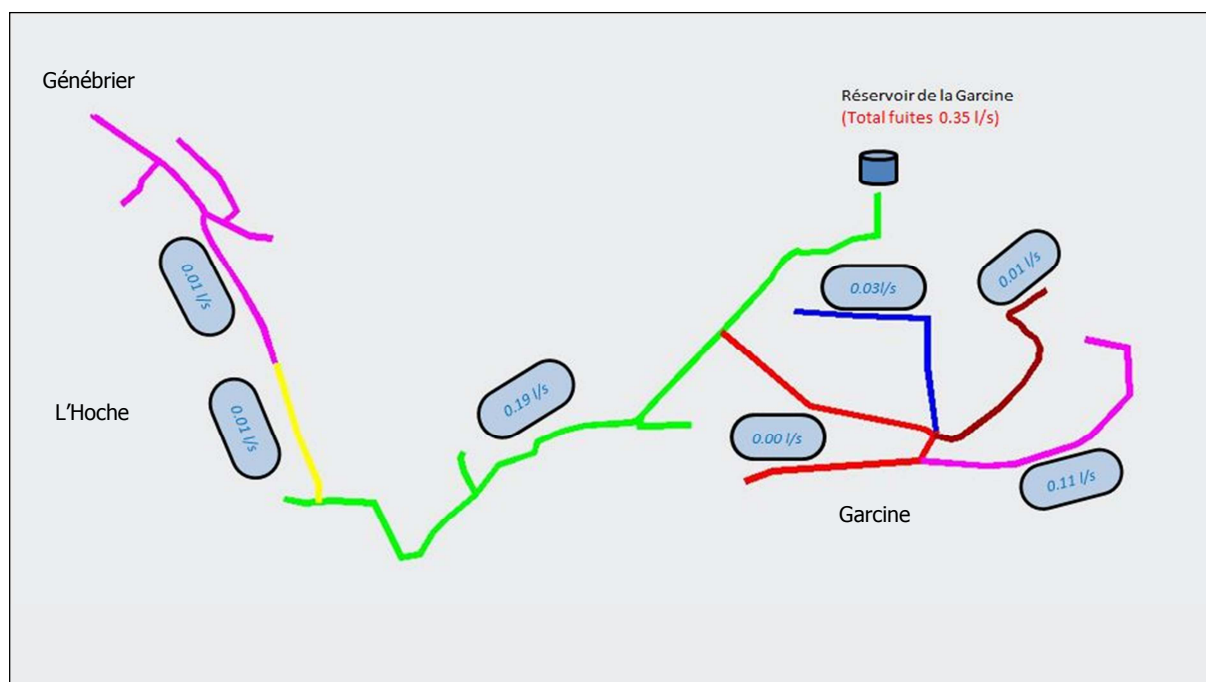 Génébrier
Réservoir de la Garcine
(Total fuites 0.35 l/s)
0.01 l/s
0.03l/s
0.01 l/s
0.19 l/s
L'Hoche
0.01 l/s
0.00 l/s
0.11 l/s
Garcine